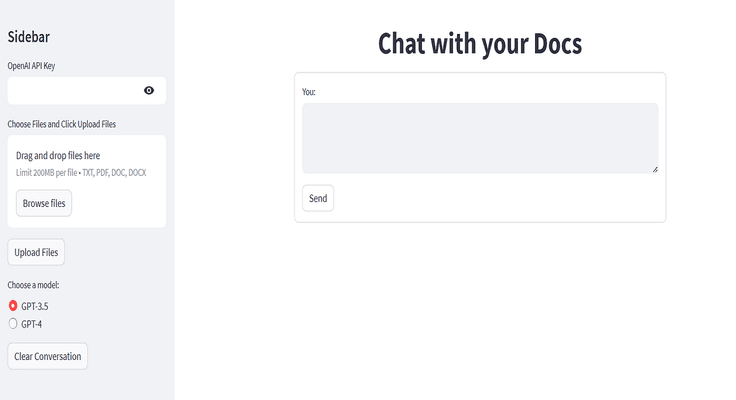 Sidebar
OpenAI API Key
Choose Files and Click Upload Files
Drag and drop files here
Limit 200MB per file • TXT, PDF, DOC, DOCX
Browse files
Upload Files
Choose a model:
GPT-3.5
GPT-4
Clear Conversation
Chat with your Docs
You:
Send